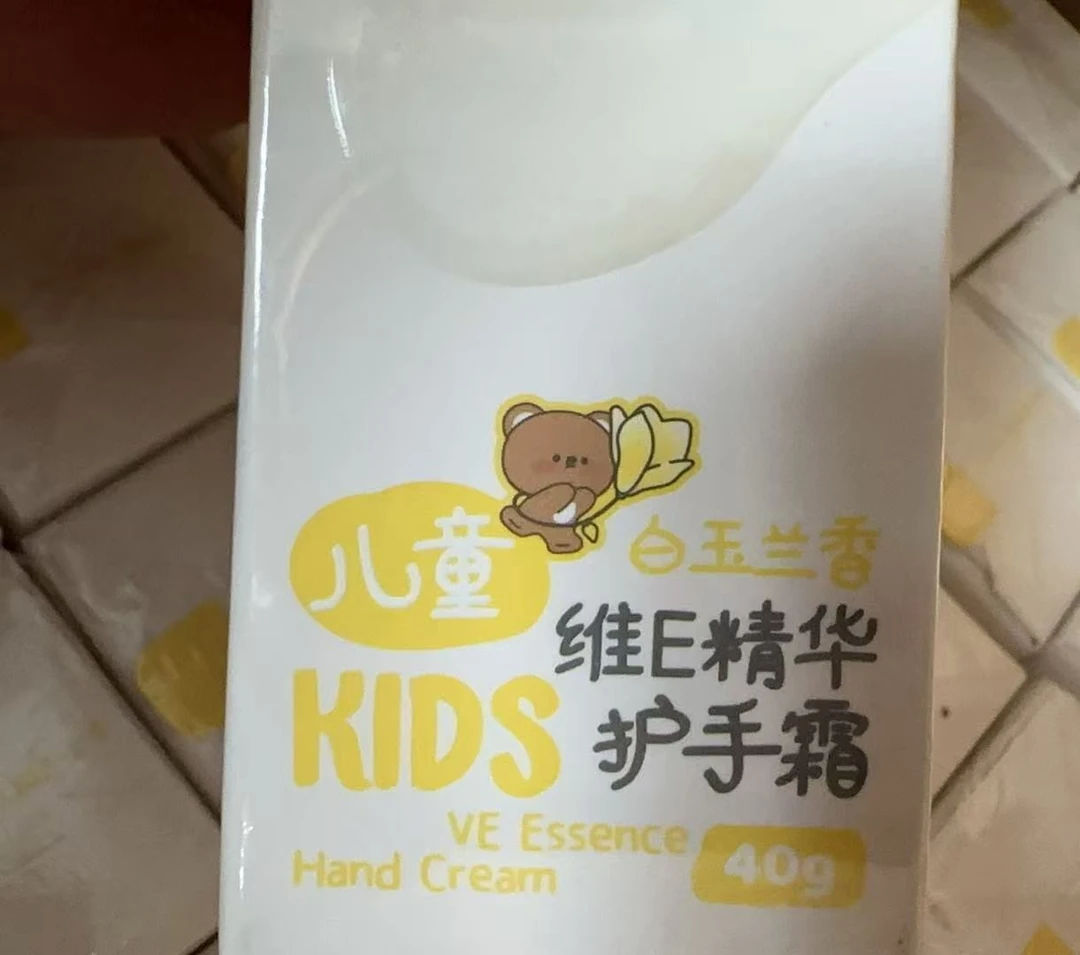 儿童
KIDS
白玉兰香
维E精华
护手霜
VE Essence
Hand Cream
40g